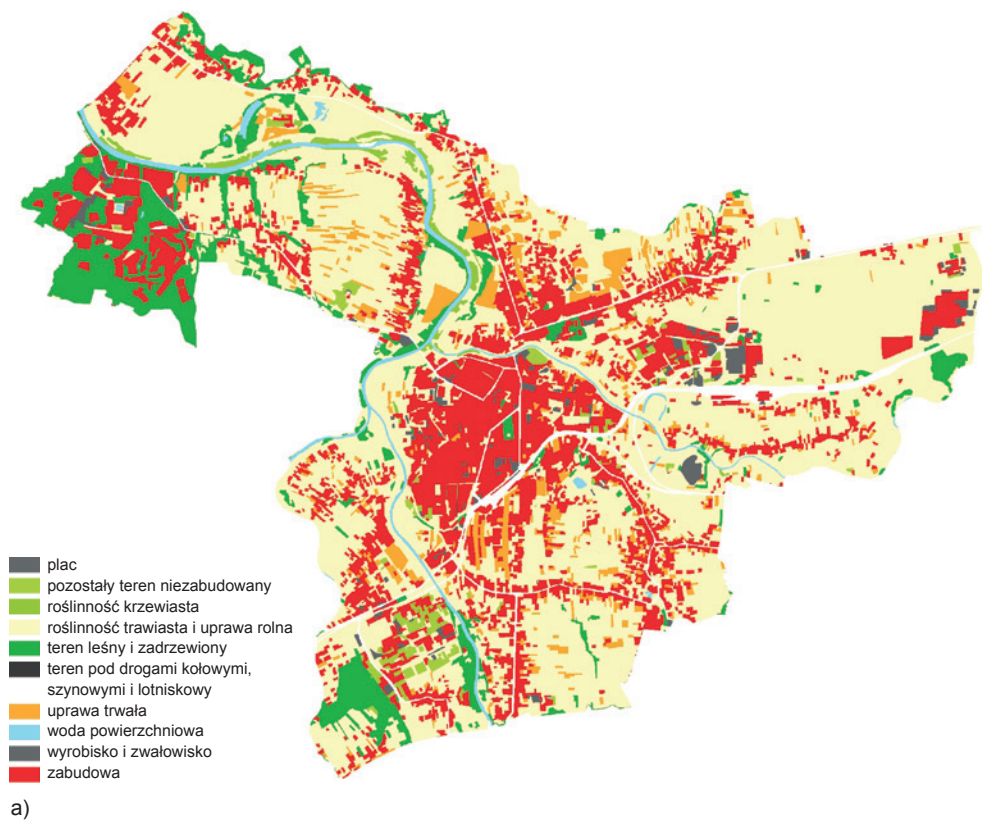 plac
pozostały teren niezabudowany
roślinność krzewiasta
roślinność trawiasta i uprawa rolna
teren leśny i zadrzewiony
teren pod drogami kołowymi,
szynowymi i lotniskowy
uprawa trwała
woda powierzchniowa
wyrobisko i zwałowisko
zabudowa
a)